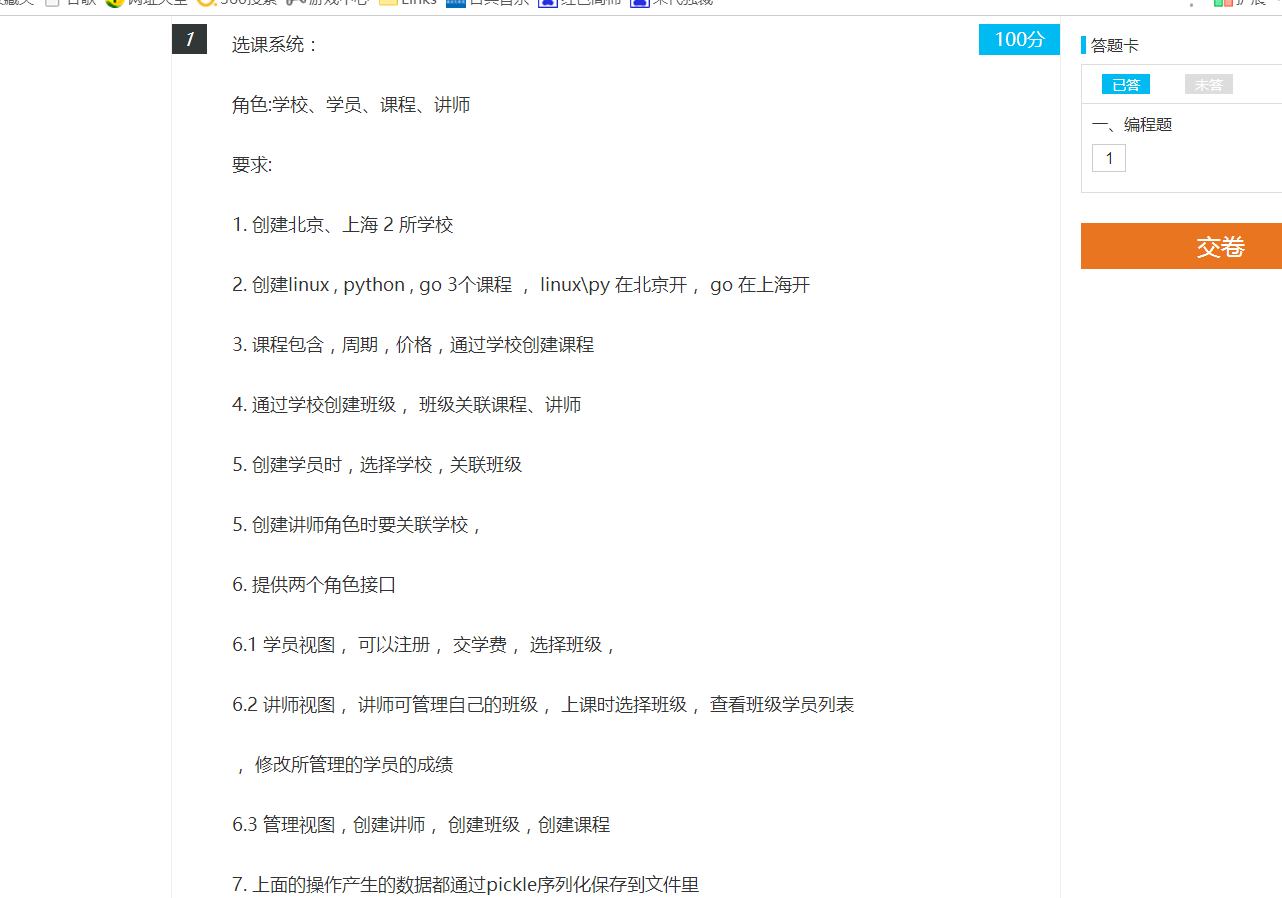 Links
1
选课系统：
100分
答题卡
角色:学校、学员、课程、讲师
已答
未答
要求:
一、编程题
1
1. 创建北京、上海 2 所学校
交卷
2. 创建linux , python , go 3个课程 ， linux\py 在北京开， go 在上海开
3. 课程包含，周期，价格，通过学校创建课程
4. 通过学校创建班级， 班级关联课程、讲师
5. 创建学员时，选择学校，关联班级
5. 创建讲师角色时要关联学校，
6. 提供两个角色接口
6.1 学员视图， 可以注册， 交学费， 选择班级，
6.2 讲师视图， 讲师可管理自己的班级， 上课时选择班级， 查看班级学员列表
， 修改所管理的学员的成绩
6.3 管理视图，创建讲师， 创建班级，创建课程
7. 上面的操作产生的数据都通过pickle序列化保存到文件里